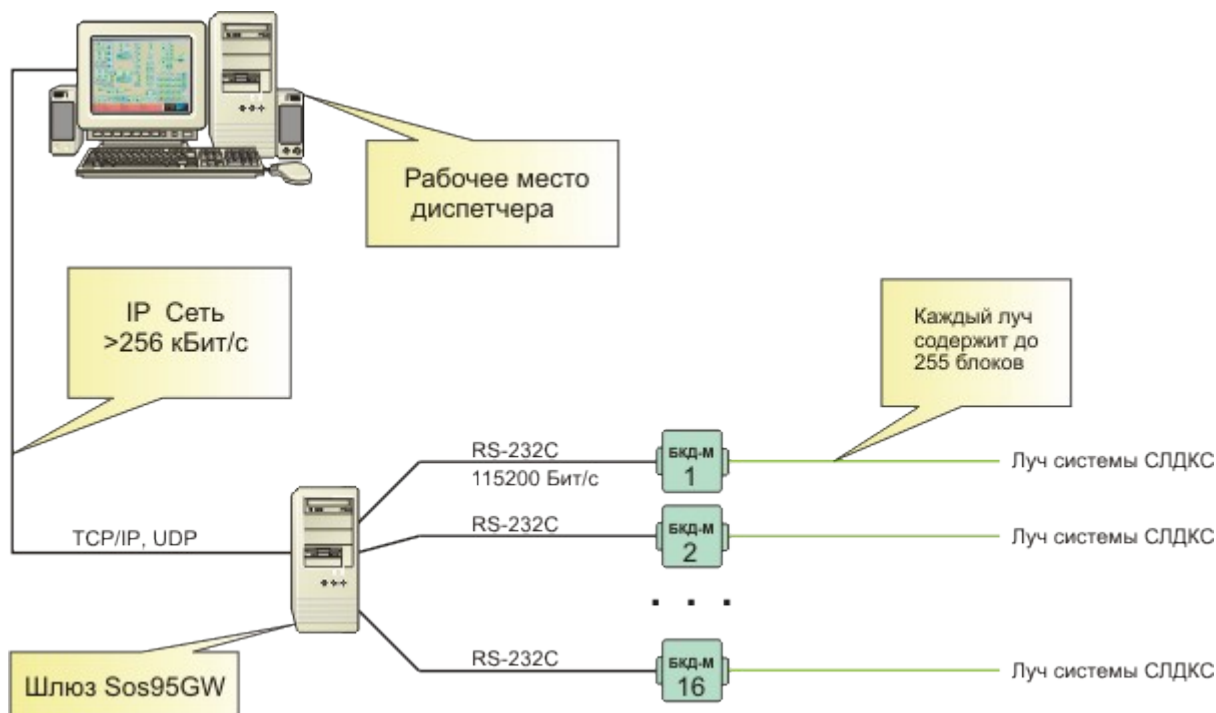 Рабочее место
диспетчера
IP Сеть
>256 кБит/с
Каждый луч
содержит до
255 блоков
RS-232C
115200 Бит/с
БКД-М
1
Луч системы СЛДКС
TCP/IP, UDP
RS-232C
БКД-М
2
Луч системы СЛДКС
. . .
RS-232C
БКД-М
16
Луч системы СЛДКС
Шлюз Sos95GW